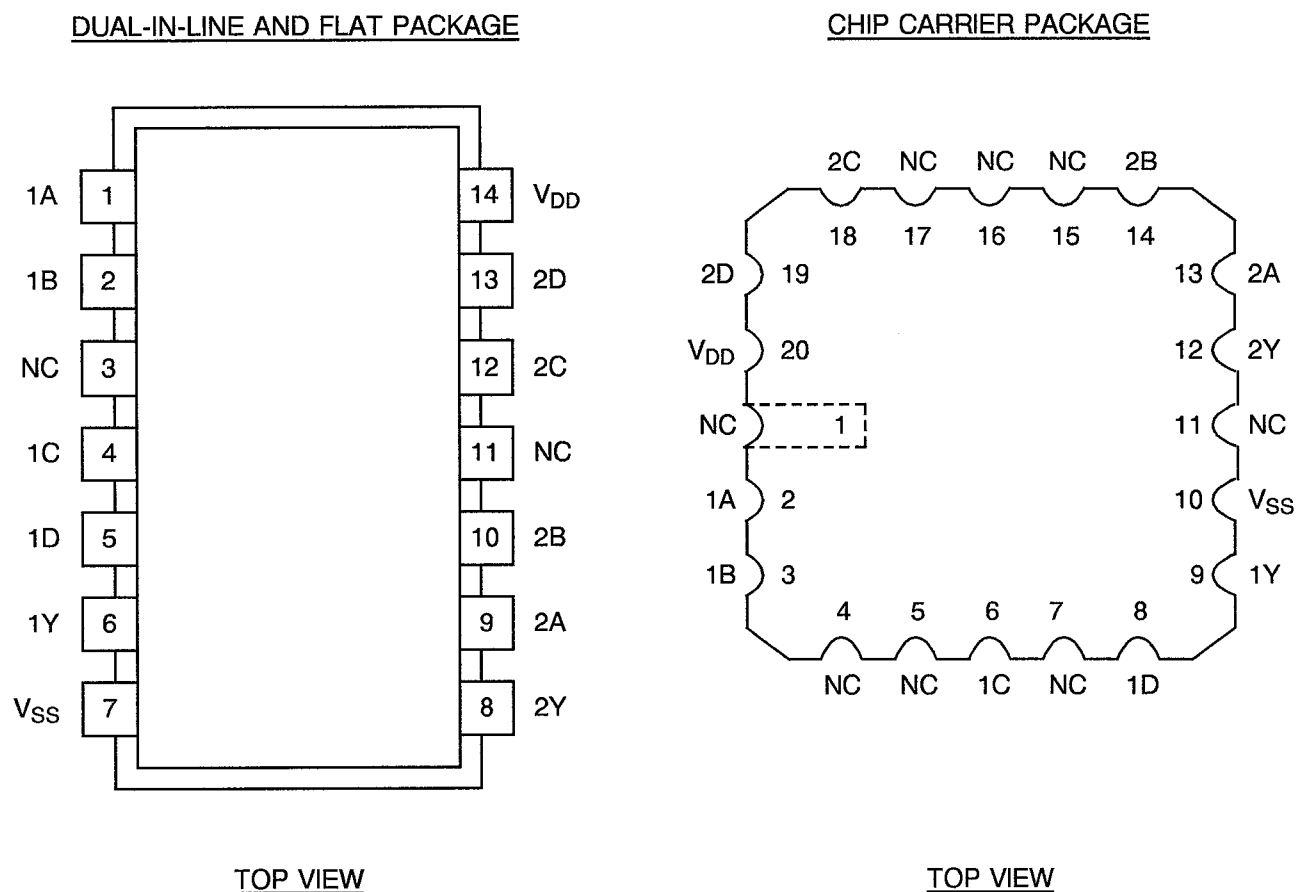 DUAL-IN-LINE AND FLAT PACKAGE
1A 1 14 VDD
1B 2 13 2D
NC 3 12 2C
1C 4 11 NC
1D 5 10 2B
1Y 6 9 2A
VSS 7 8 2Y
TOP VIEW
CHIP CARRIER PACKAGE
2C NC NC NC 2B
18 17 16 15 14
2D 19 13 2A
VDD 20 12 2Y
NC 1 11 NC
1A 2 10 VSS
1B 3 9 1Y
4 5 6 7 8
NC NC 1C NC 1D
TOP VIEW